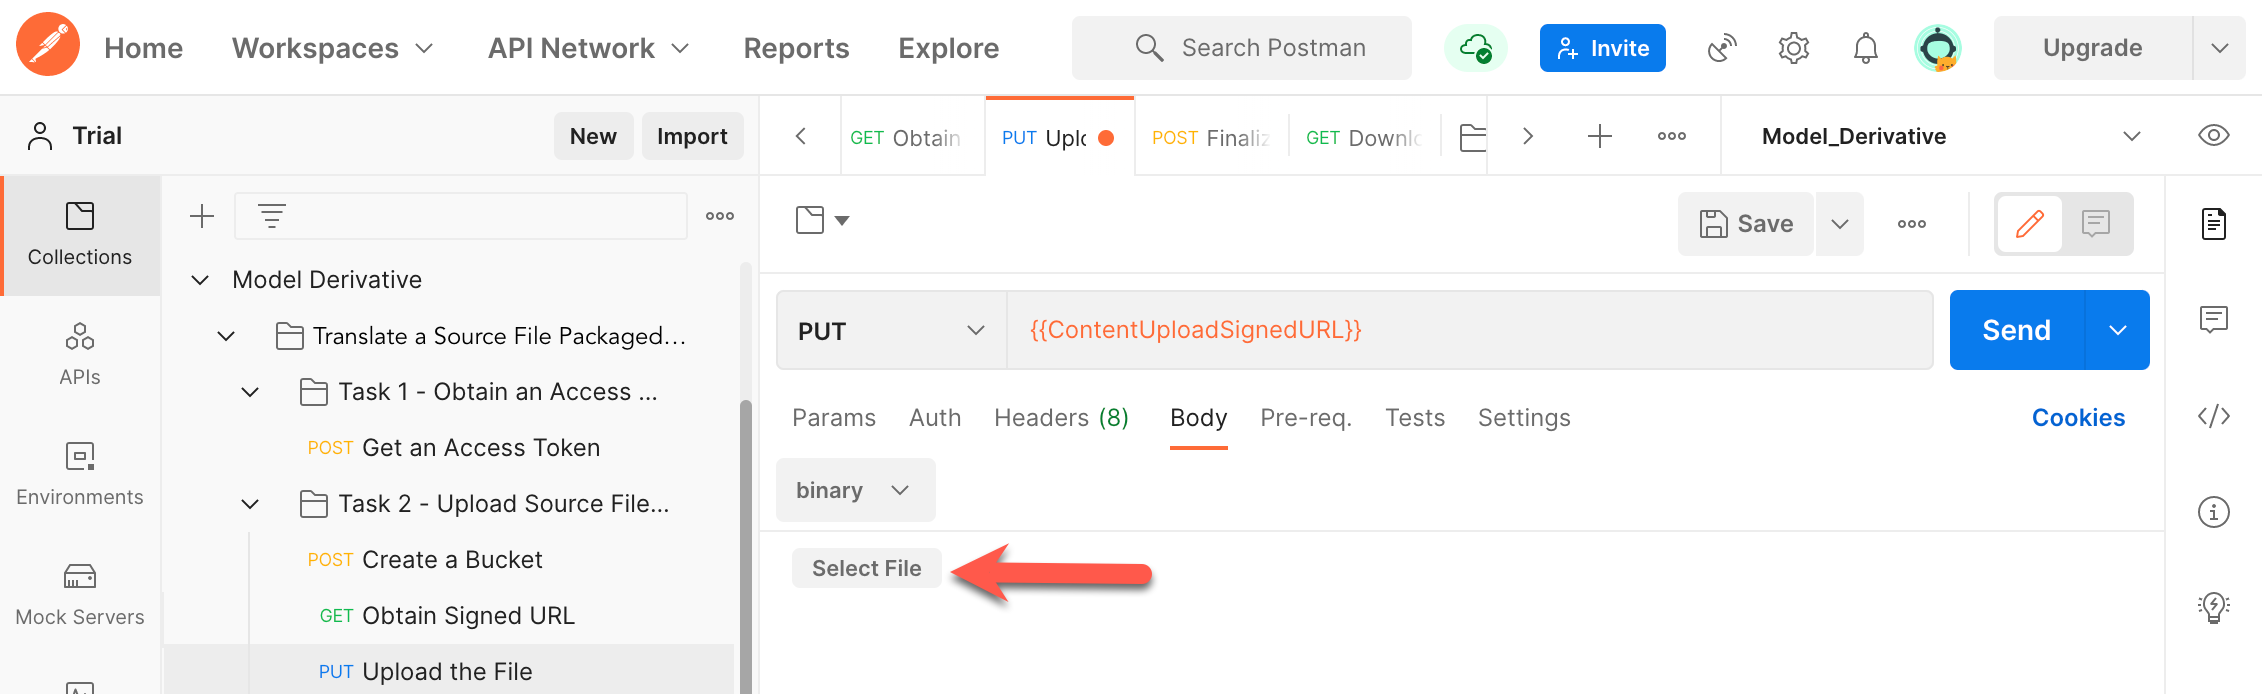 Home Workspaces API Network Reports Explore Search Postman Invite Upgrade
Trial New Import
GET Obtain PUT Uplo POST Finaliz GET Downlo Model_Derivative
Collections
Save
Model Derivative
PUT {{ContentUploadSignedURL}} Send
Translate a Source File Packaged...
APIs
Task 1 - Obtain an Access ...
Params Auth Headers (8) Body Pre-req. Tests Settings Cookies
POST Get an Access Token
Environments
binary
Task 2 - Upload Source File...
POST Create a Bucket
Select File
Mock Servers
GET Obtain Signed URL
PUT Upload the File